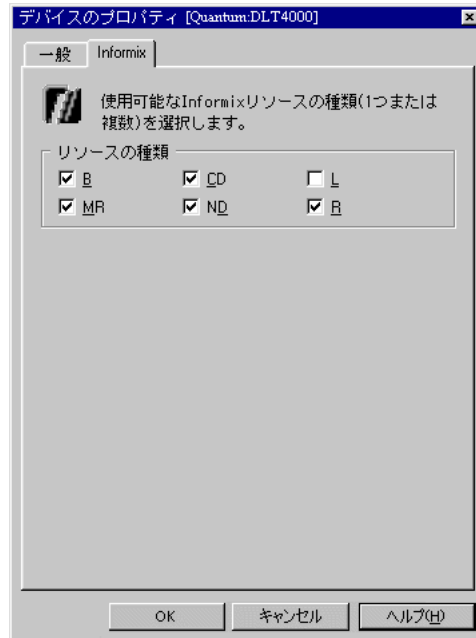 デバイスのプロパティ [Quantum:DLT4000]
一般 Informix
使用可能なInformixリソースの種類(1つまたは
複数)を選択します。
リソースの種類
B CD L
MR ND R
OK キャンセル ヘルプ(H)